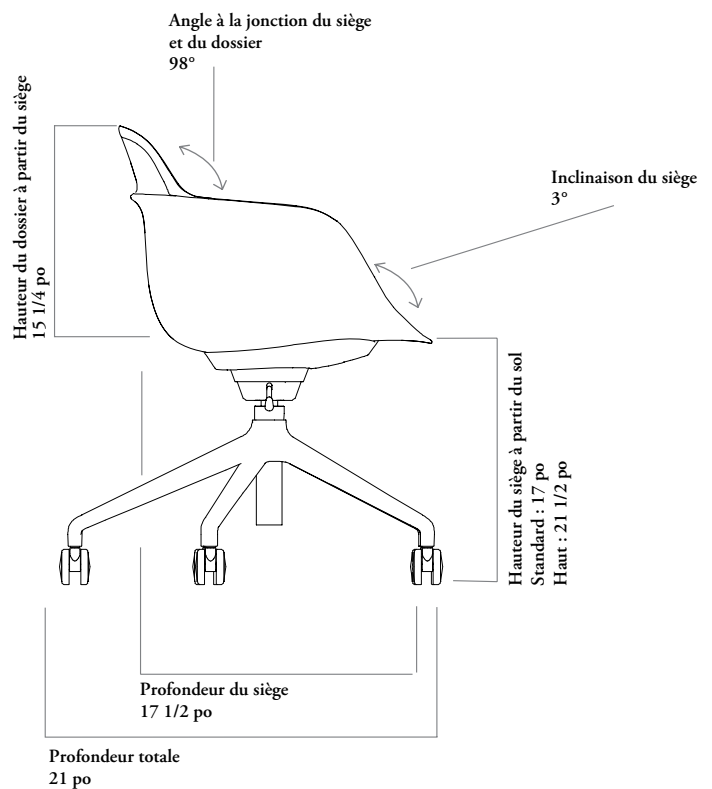 Angle à la jonction du siège
et du dossier
98°
Inclinaison du siège
3°
Hauteur du dossier à partir du siège
15 1/4 po
Hauteur du siège à partir du sol
Standard : 17 po
Haut : 21 1/2 po
Profondeur du siège
17 1/2 po
Profondeur totale
21 po